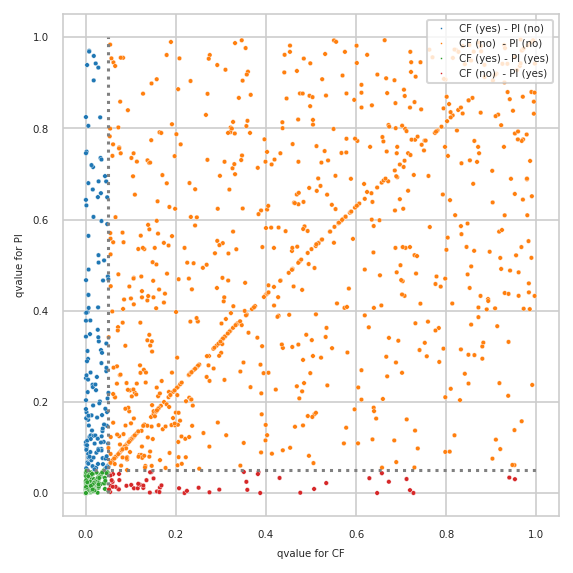 CF (yes) - PI (no)
CF (no) - PI (no)
CF (yes) - PI (yes)
CF (no) - PI (yes)
1.0
0.8
0.6
0.4
0.2
0.0
qvalue for PI
0.0 0.2 0.4 0.6 0.8 1.0
qvalue for CF